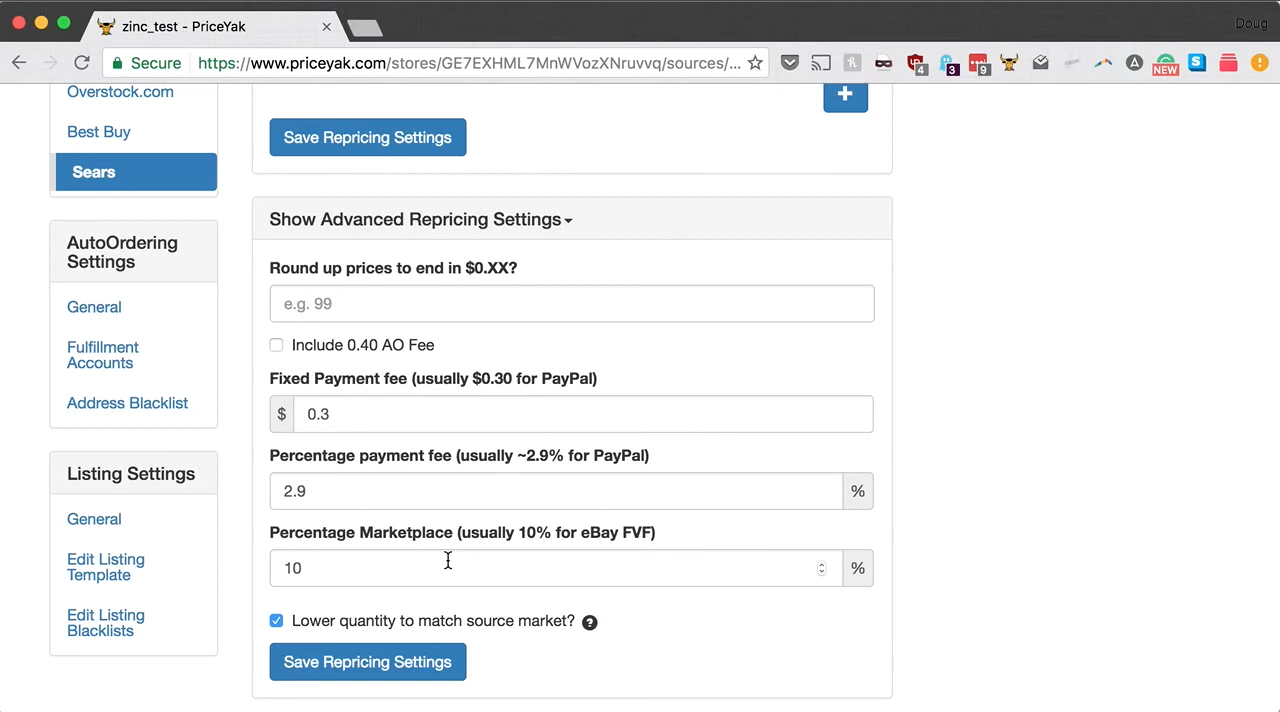 zinc_test - PriceYak
Doug
Secure
https://www.priceyak.com/stores/GE7EXHML7MnWVozXNruvvq/sources/...
4
3
9
NEW
Overstock.com
Best Buy
Sears
AutoOrdering
Settings
General
Fulfillment
Accounts
Address Blacklist
Listing Settings
General
Edit Listing
Template
Edit Listing
Blacklists
+
Save Repricing Settings
Show Advanced Repricing Settings
Round up prices to end in $0.XX?
e.g. 99
Include 0.40 AO Fee
Fixed Payment fee (usually $0.30 for PayPal)
$ 0.3
Percentage payment fee (usually ~2.9% for PayPal)
2.9 %
Percentage Marketplace (usually 10% for eBay FVF)
10 %
Lower quantity to match source market? ?
Save Repricing Settings